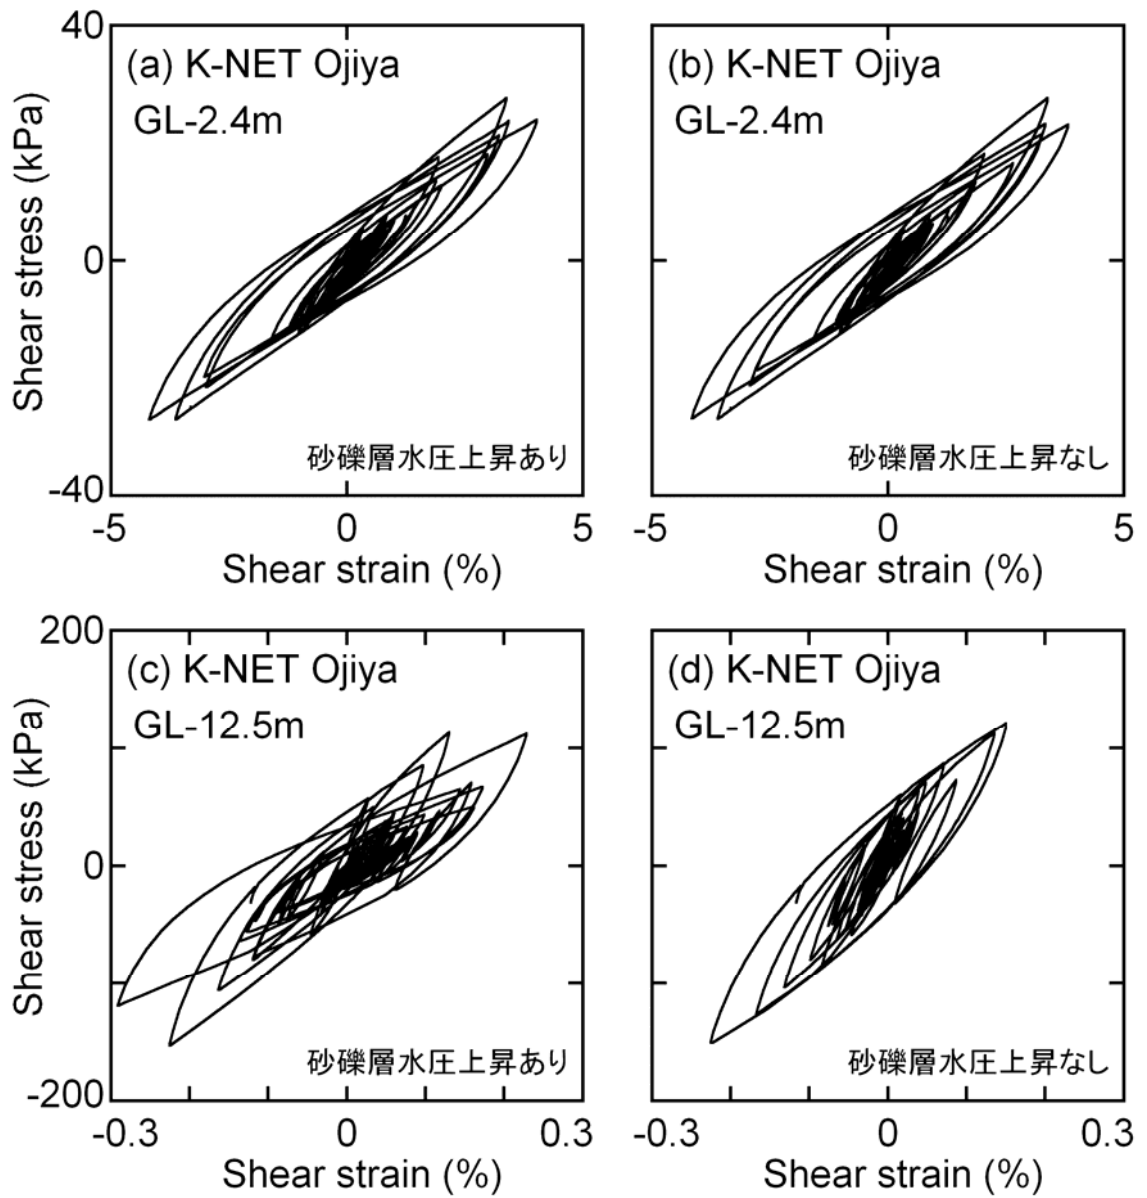 40
(a) K-NET Ojiya
GL-2.4m
Shear stress (kPa)
0
砂礫層水圧上昇あり
-40
-5
0
5
Shear strain (%)
(b) K-NET Ojiya
GL-2.4m
砂礫層水圧上昇なし
-5
0
5
Shear strain (%)
200
(c) K-NET Ojiya
GL-12.5m
Shear stress (kPa)
0
砂礫層水圧上昇あり
-200
-0.3
0
0.3
Shear strain (%)
(d) K-NET Ojiya
GL-12.5m
砂礫層水圧上昇なし
-0.3
0
0.3
Shear strain (%)